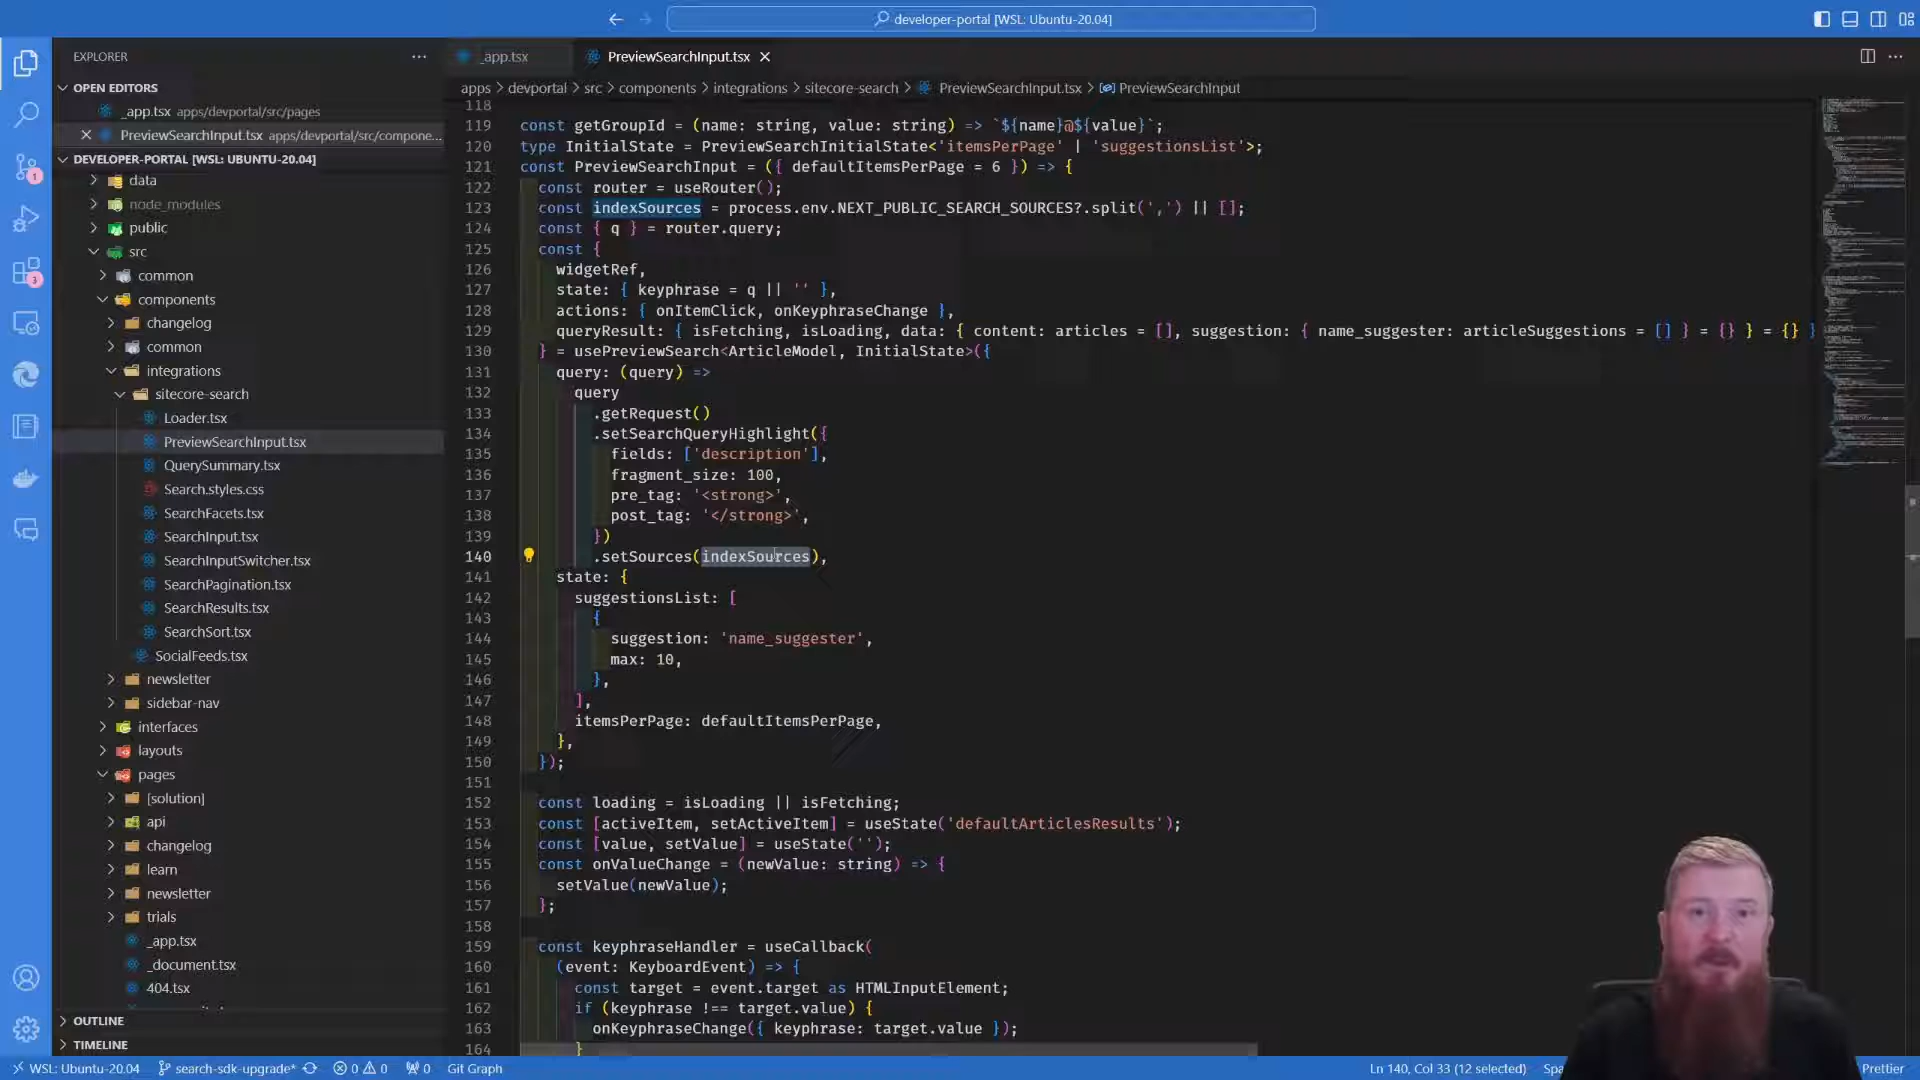 developer-portal [WSL: Ubuntu-20.04]
EXPLORER
OPEN EDITORS
_app.tsx apps/devportal/src/pages
PreviewSearchInput.tsx apps/devportal/src/compone...
DEVELOPER-PORTAL [WSL: UBUNTU-20.04]
data
node_modules
public
src
common
components
changelog
common
integrations
sitecore-search
Loader.tsx
PreviewSearchInput.tsx
QuerySummary.tsx
Search.styles.css
SearchFacets.tsx
SearchInput.tsx
SearchInputSwitcher.tsx
SearchPagination.tsx
SearchResults.tsx
SearchSort.tsx
SocialFeeds.tsx
newsletter
sidebar-nav
interfaces
layouts
pages
[solution]
api
changelog
learn
newsletter
trials
_app.tsx
_document.tsx
404.tsx
OUTLINE
TIMELINE
1
3
_app.tsx
PreviewSearchInput.tsx
apps > devportal > src > components > integrations > sitecore-search > PreviewSearchInput.tsx > PreviewSearchInput
118
119 const getGroupId = (name: string, value: string) => `${name}@${value}`;
120 type InitialState = PreviewSearchInitialState<'itemsPerPage' | 'suggestionsList'>;
121 const PreviewSearchInput = ({ defaultItemsPerPage = 6 }) => {
122 const router = useRouter();
123 const indexSources = process.env.NEXT_PUBLIC_SEARCH_SOURCES?.split(',') || [];
124 const { q } = router.query;
125 const {
126 widgetRef,
127 state: { keyphrase = q || '' },
128 actions: { onItemClick, onKeyphraseChange },
129 queryResult: { isFetching, isLoading, data: { content: articles = [], suggestion: { name_suggester: articleSuggestions = [] } = {} } = {} }
130 } = usePreviewSearch<ArticleModel, InitialState>({
131 query: (query) =>
132 query
133 .getRequest()
134 .setSearchQueryHighlight({
135 fields: ['description'],
136 fragment_size: 100,
137 pre_tag: '<strong>',
138 post_tag: '</strong>',
139 })
140 .setSources(indexSources),
141 state: {
142 suggestionsList: [
143 {
144 suggestion: 'name_suggester',
145 max: 10,
146 },
147 ],
148 itemsPerPage: defaultItemsPerPage,
149 },
150 });
151
152 const loading = isLoading || isFetching;
153 const [activeItem, setActiveItem] = useState('defaultArticlesResults');
154 const [value, setValue] = useState('');
155 const onValueChange = (newValue: string) => {
156 setValue(newValue);
157 };
158
159 const keyphraseHandler = useCallback(
160 (event: KeyboardEvent) => {
161 const target = event.target as HTMLInputElement;
162 if (keyphrase !== target.value) {
163 onKeyphraseChange({ keyphrase: target.value });
164 }
WSL: Ubuntu-20.04 search-sdk-upgrade* 0 0 0 Git Graph Ln 140, Col 33 (12 selected) Prettier